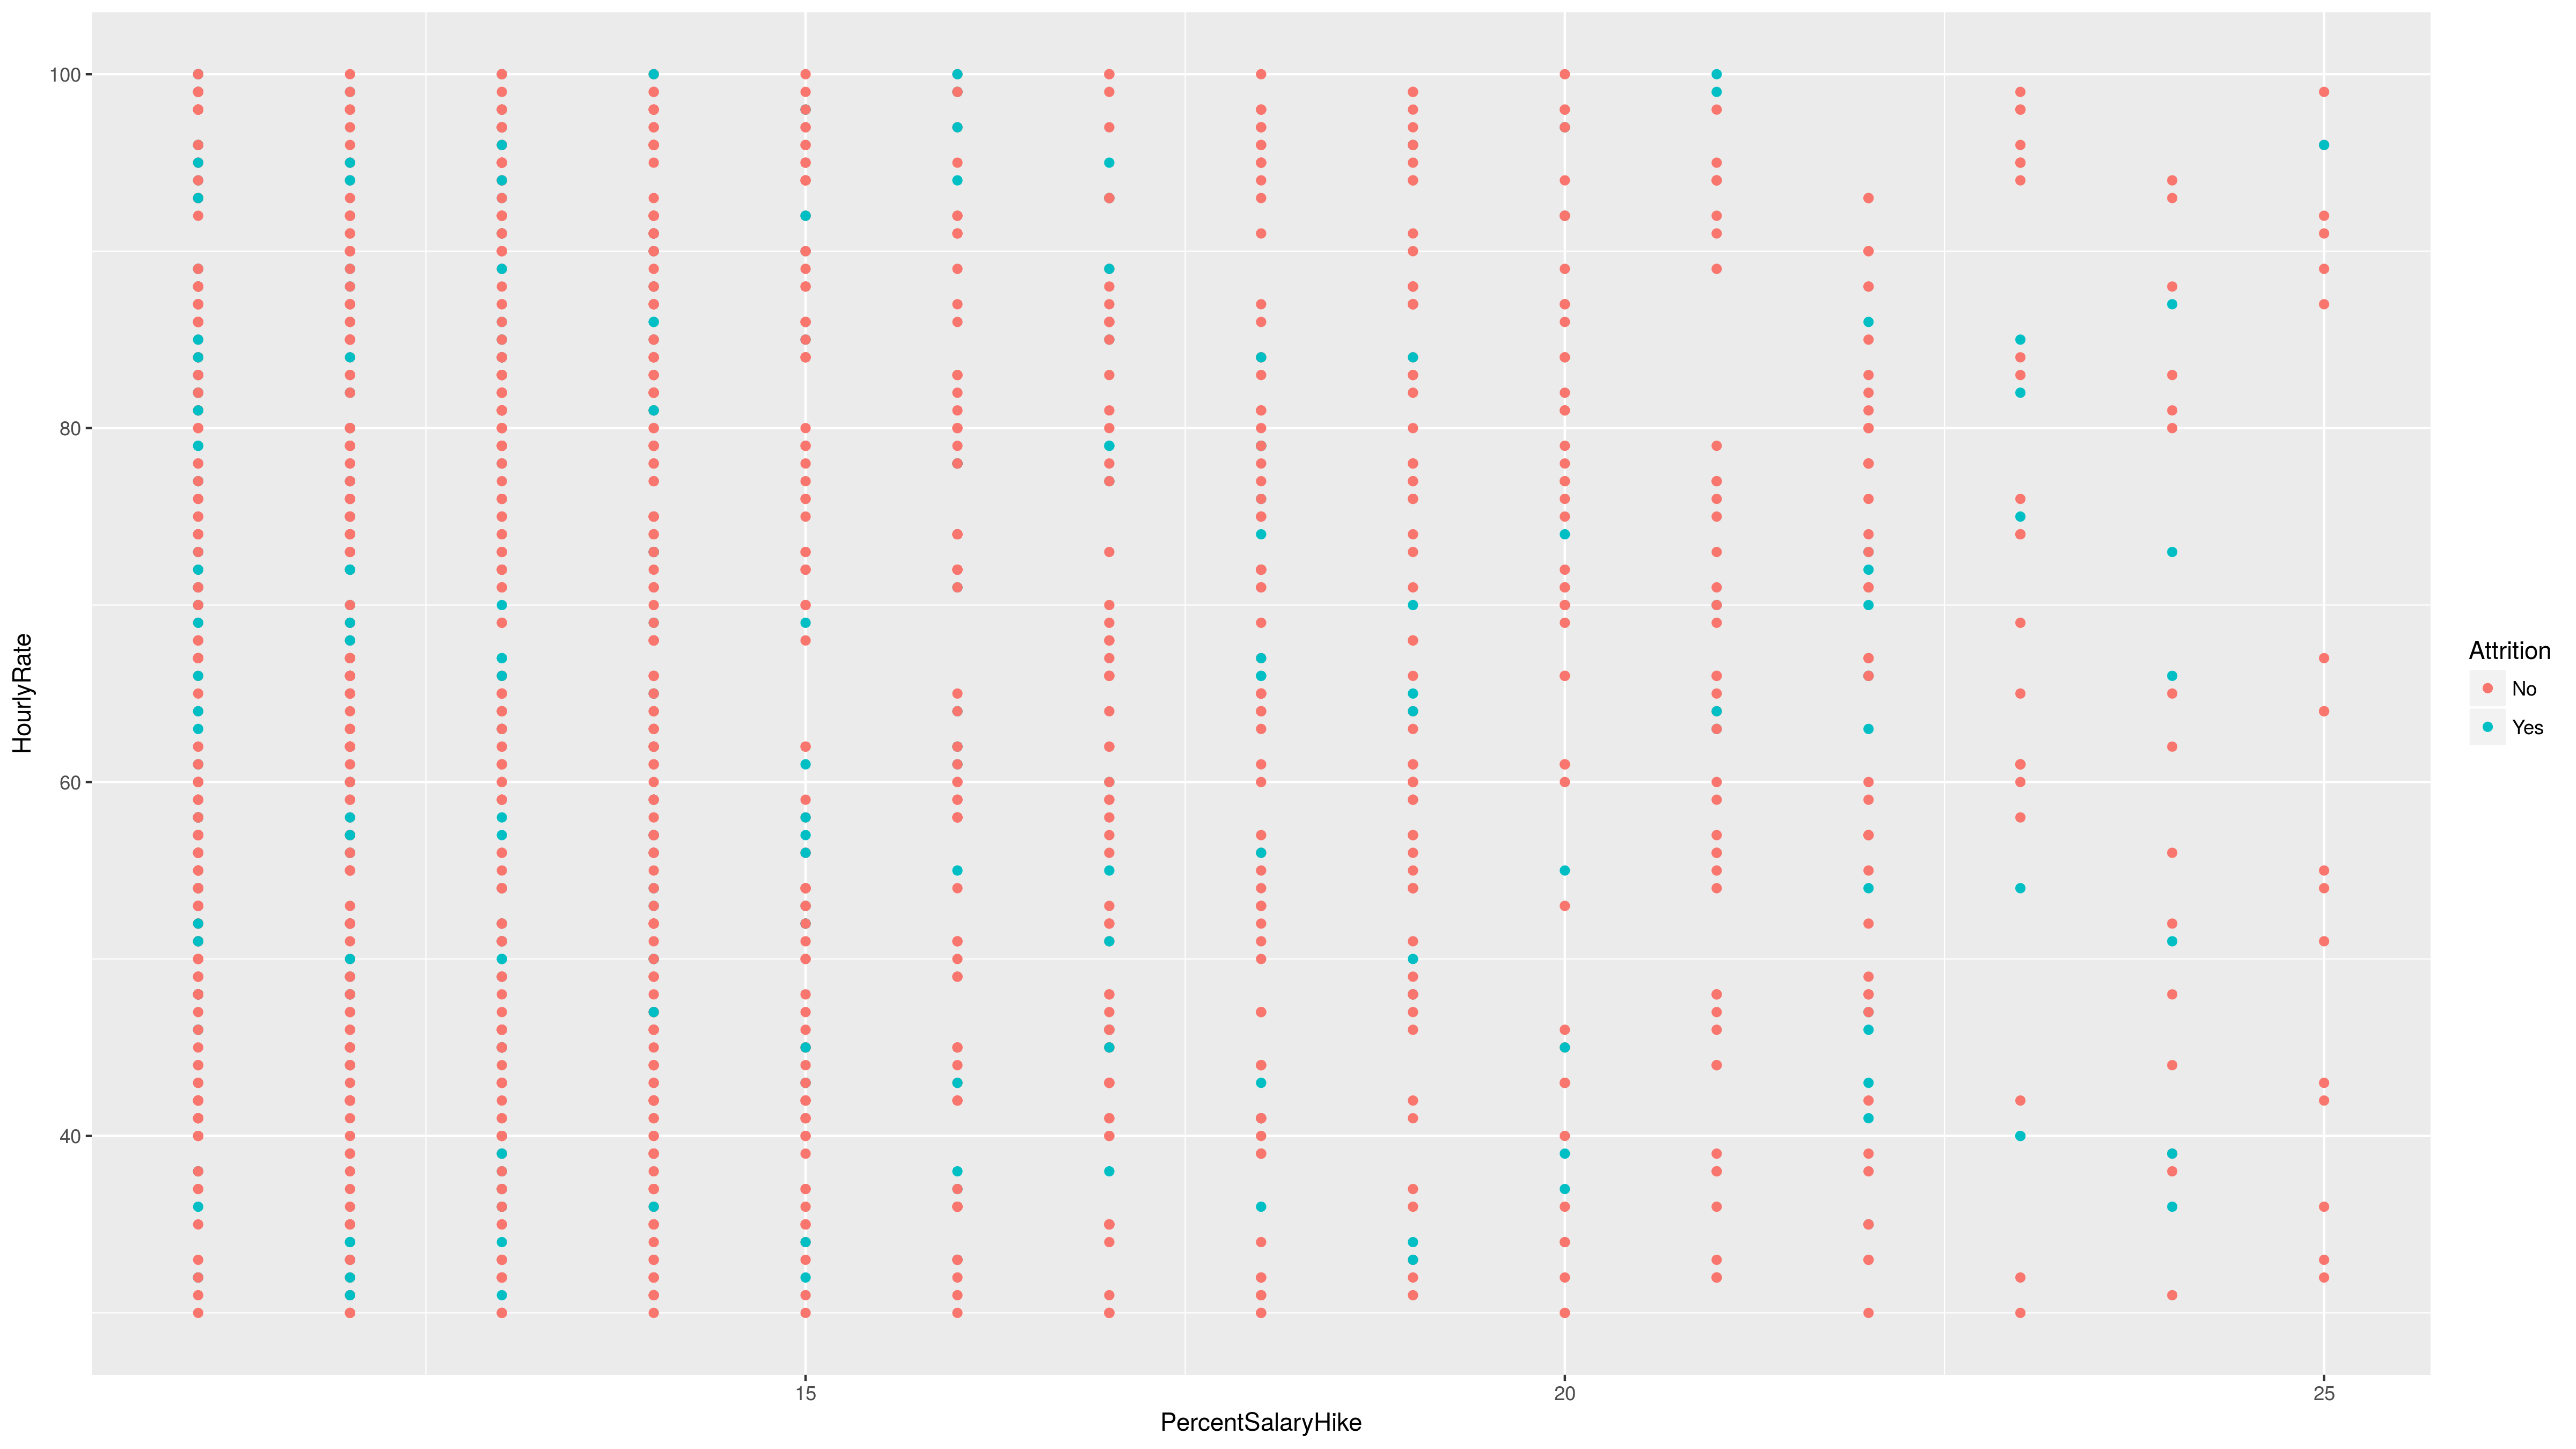 100
80
60
40
HourlyRate
15
20
25
PercentSalaryHike
Attrition
No
Yes